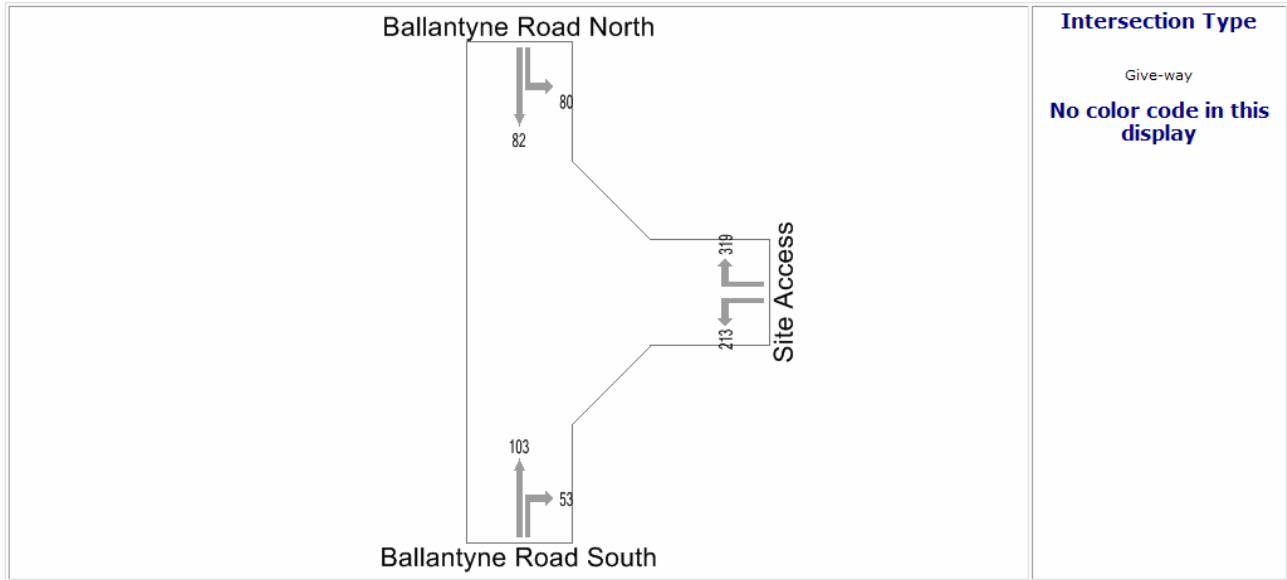 Ballantyne Road North
80
82
319
213
Site Access
103
53
Ballantyne Road South
Intersection Type
Give-way
No color code in this
display